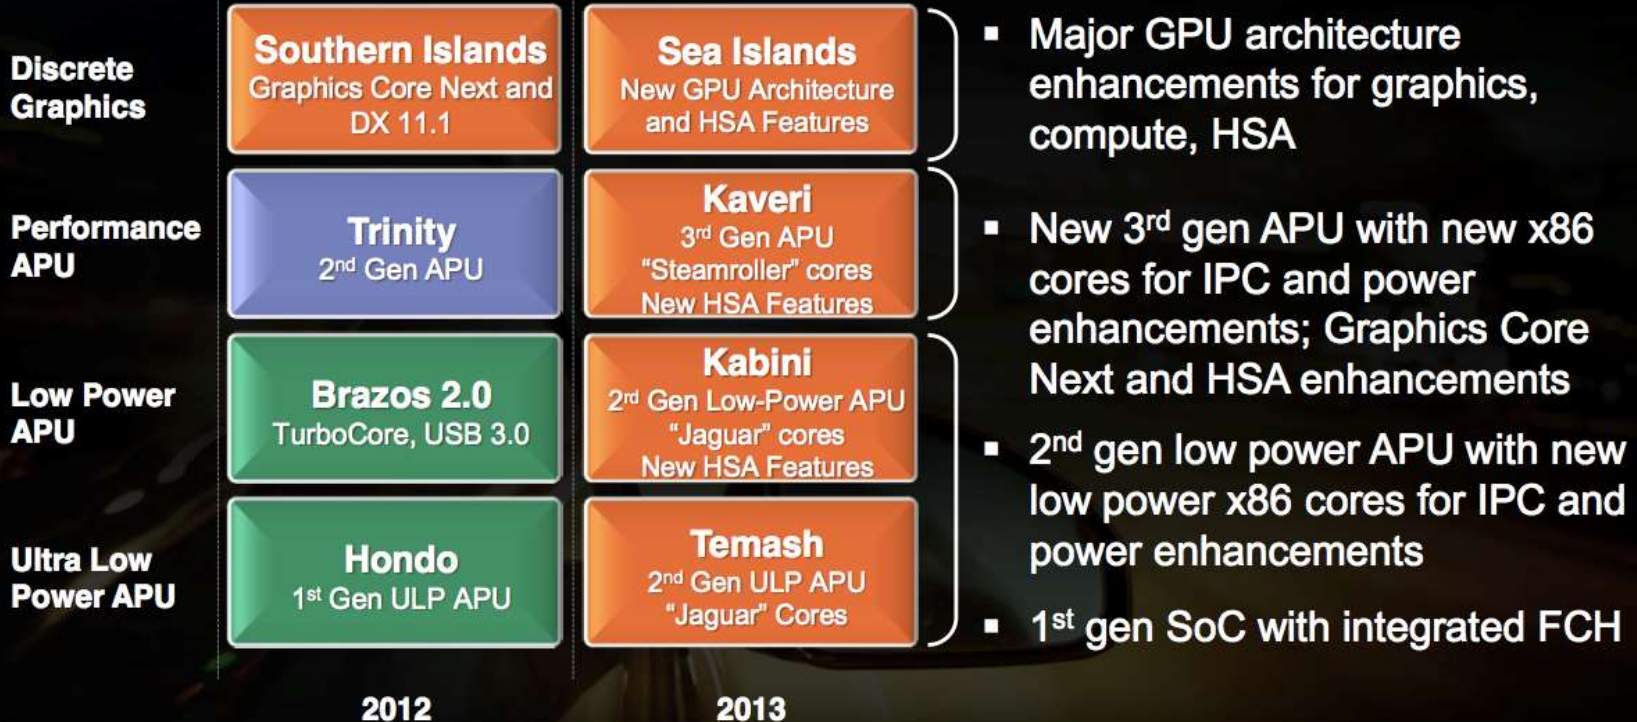 Discrete
Graphics
Southern Islands
Graphics Core Next and
DX 11.1
Sea Islands
New GPU Architecture
and HSA Features
▪ Major GPU architecture
enhancements for graphics,
compute, HSA
Performance
APU
Trinity
2nd Gen APU
Kaveri
3rd Gen APU
“Steamroller” cores
New HSA Features
▪ New 3rd gen APU with new x86
cores for IPC and power
enhancements; Graphics Core
Next and HSA enhancements
Low Power
APU
Brazos 2.0
TurboCore, USB 3.0
Kabini
2rd Gen Low-Power APU
“Jaguar” cores
New HSA Features
▪ 2nd gen low power APU with new
low power x86 cores for IPC and
power enhancements
Ultra Low
Power APU
Hondo
1st Gen ULP APU
Temash
2nd Gen ULP APU
“Jaguar” Cores
▪ 1st gen SoC with integrated FCH
2012
2013